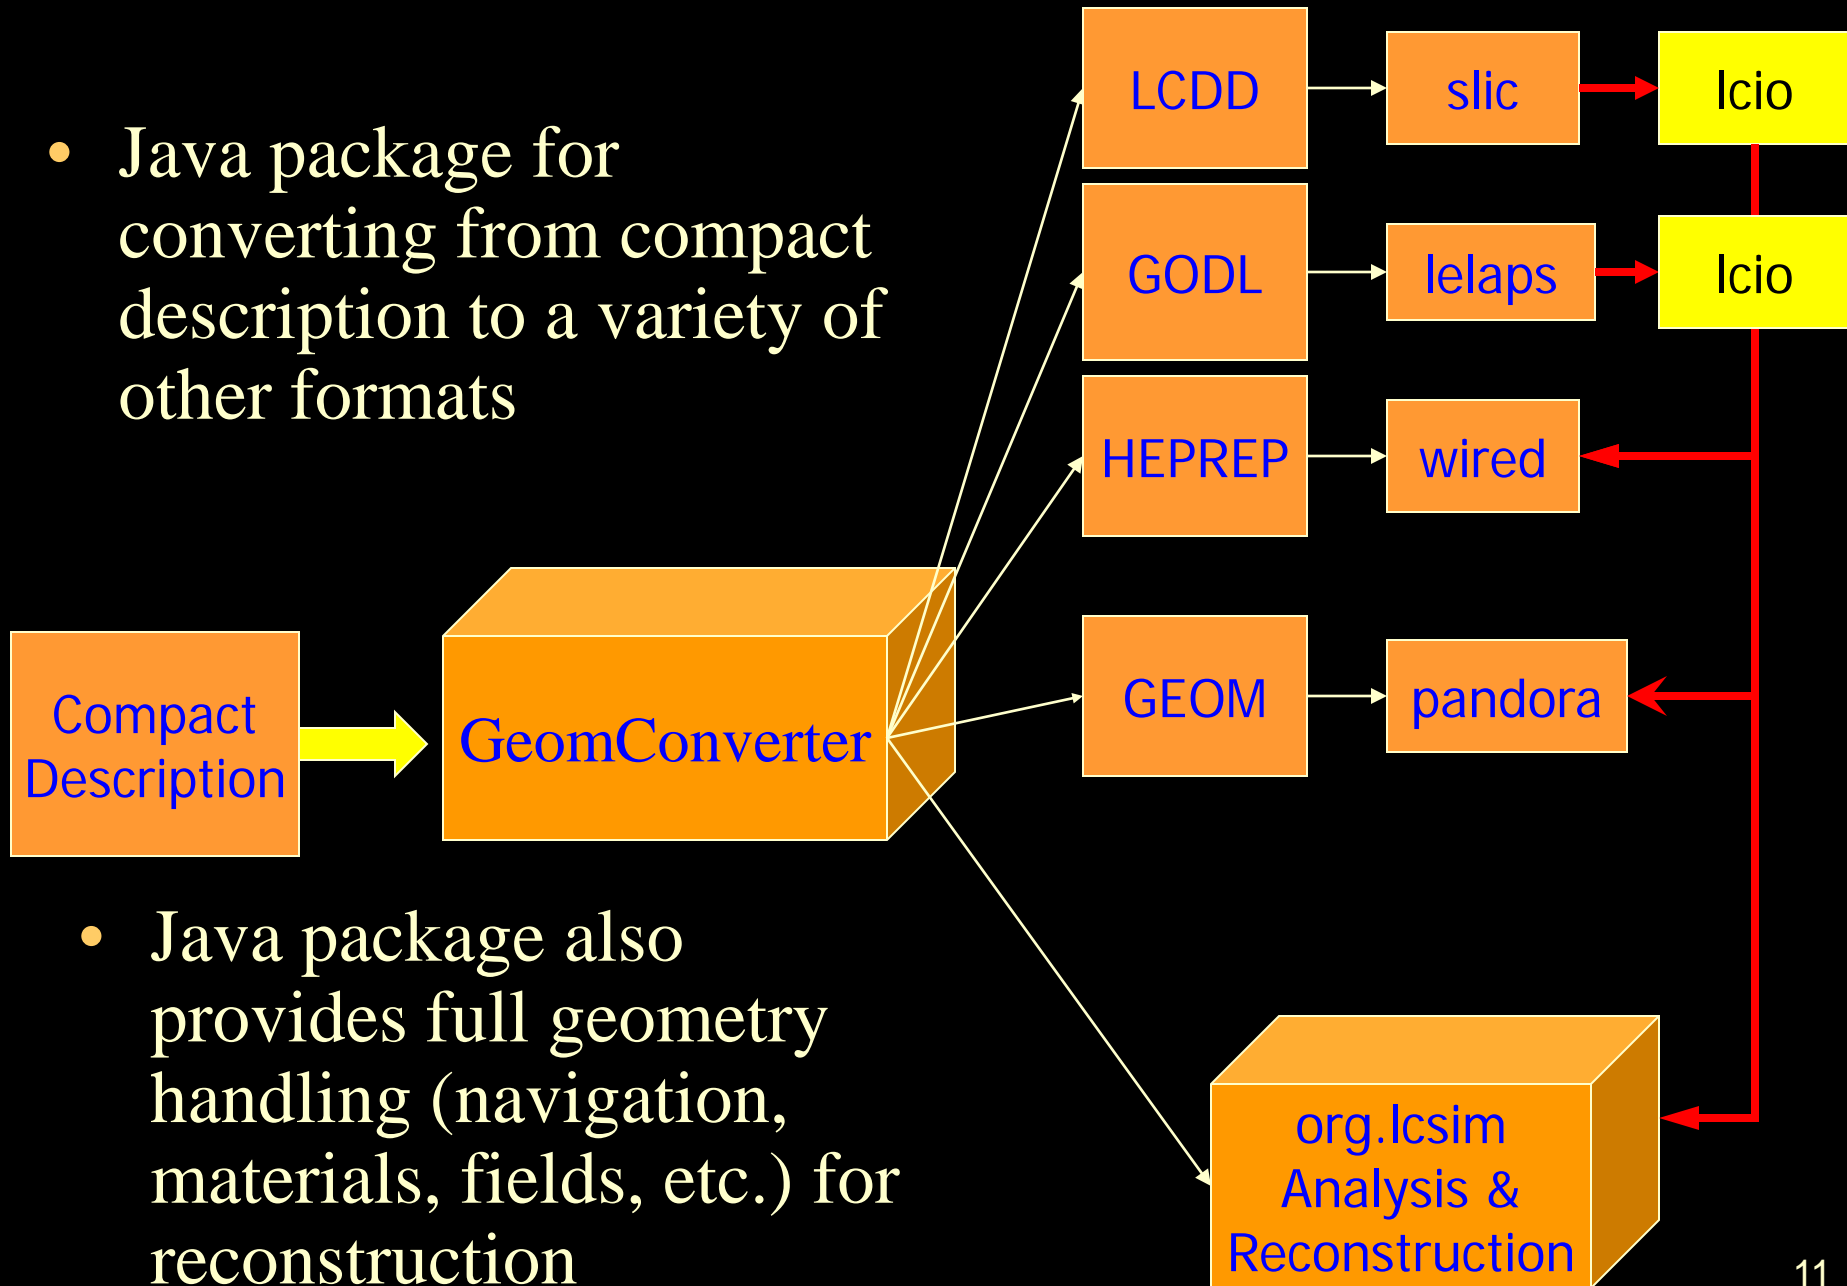 • Java package for
converting from compact
description to a variety of
other formats
LCDD
slic
lcio
GODL
lelaps
lcio
HEPREP
wired
GEOM
pandora
Compact
Description
GeomConverter
• Java package also
provides full geometry
handling (navigation,
materials, fields, etc.) for
reconstruction
org.lcsim
Analysis &
Reconstruction
11